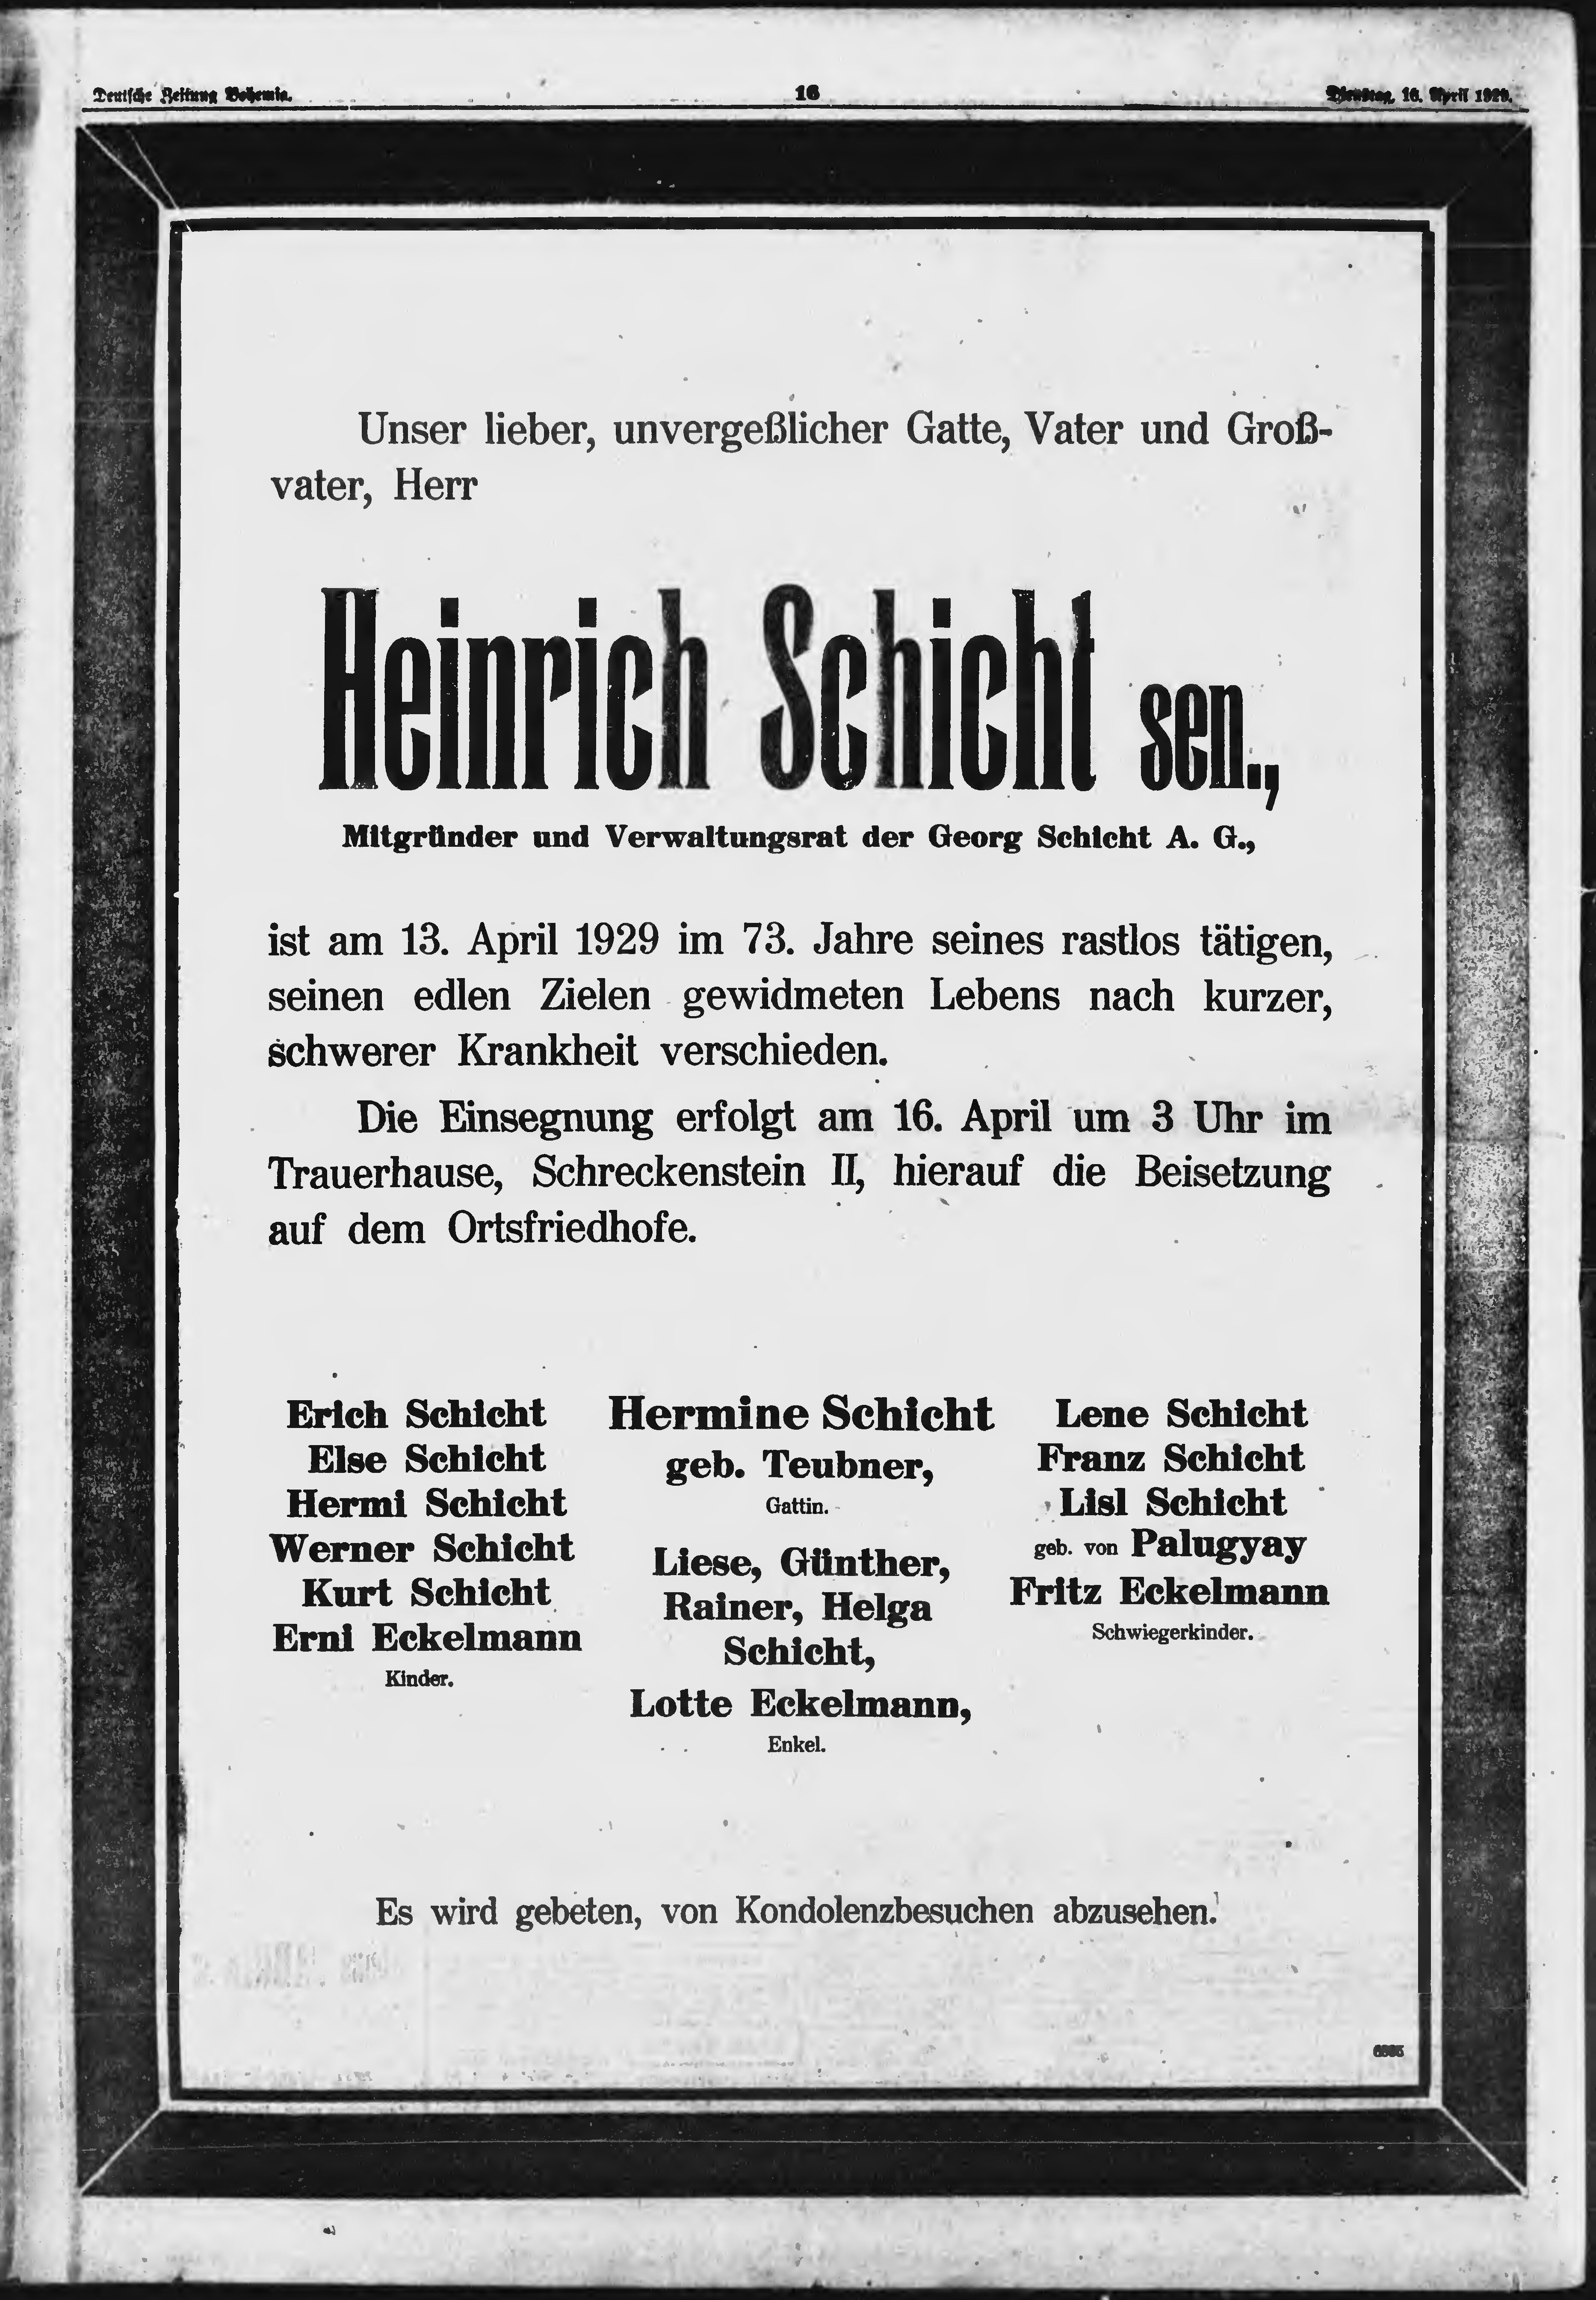 Deutsche Zeitung Bohemia.
16
Dienstag, 16. April 1929.
Unser lieber, unvergeßlicher Gatte, Vater und Groß-
vater, Herr
Heinrich Schicht sen.,
Mitgründer und Verwaltungsrat der Georg Schicht A. G.,
ist am 13. April 1929 im 73. Jahre seines rastlos tätigen,
seinen edlen Zielen gewidmeten Lebens nach kurzer,
schwerer Krankheit verschieden.
Die Einsegnung erfolgt am 16. April um 3 Uhr im
Trauerhause, Schreckenstein II, hierauf die Beisetzung
auf dem Ortsfriedhofe.
Erich Schicht
Else Schicht
Hermi Schicht
Werner Schicht
Kurt Schicht
Erni Eckelmann
Kinder.
Hermine Schicht
geb. Teubner,
Gattin.
Liese, Günther,
Rainer, Helga
Schicht,
Lotte Eckelmann,
Enkel.
Lene Schicht
Franz Schicht
Lisl Schicht
geb. von Palugyay
Fritz Eckelmann
Schwiegerkinder.
Es wird gebeten, von Kondolenzbesuchen abzusehen.